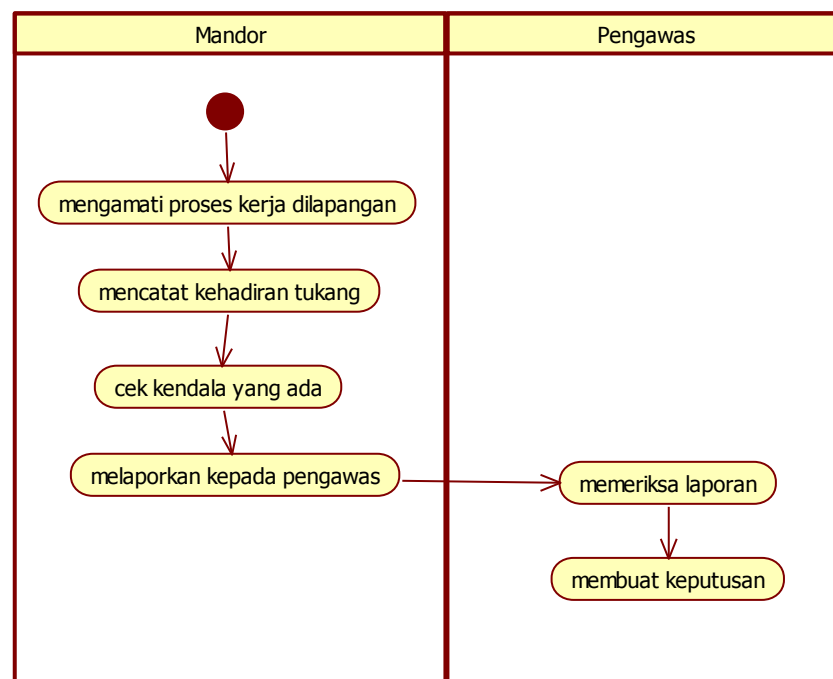 Mandor
Pengawas
mengamati proses kerja dilapangan
mencatat kehadiran tukang
cek kendala yang ada
melaporkan kepada pengawas
memeriksa laporan
membuat keputusan